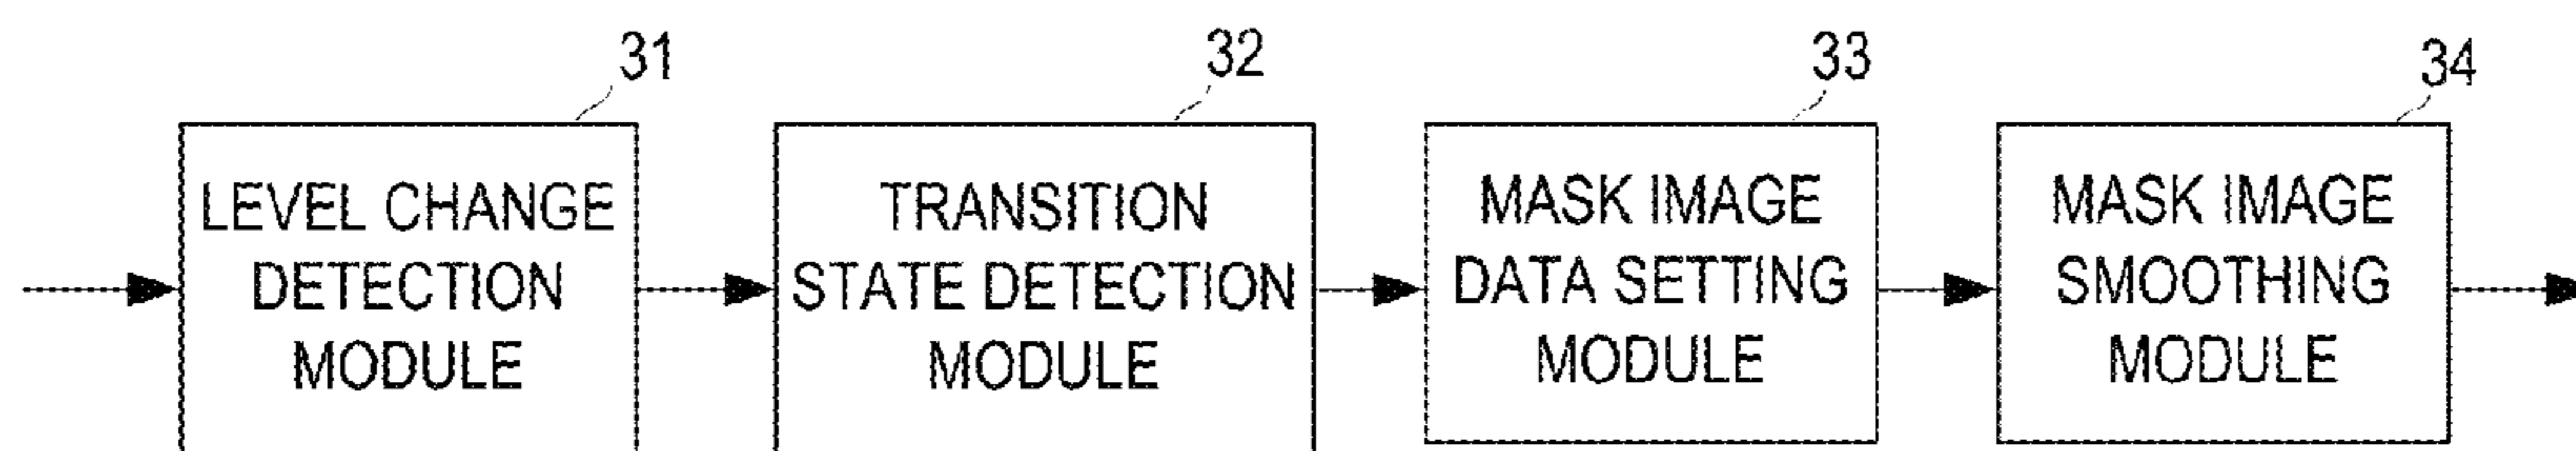 31
32
33
34
LEVEL CHANGE
DETECTION
MODULE
TRANSITION
STATE DETECTION
MODULE
MASK IMAGE
DATA SETTING
MODULE
MASK IMAGE
SMOOTHING
MODULE